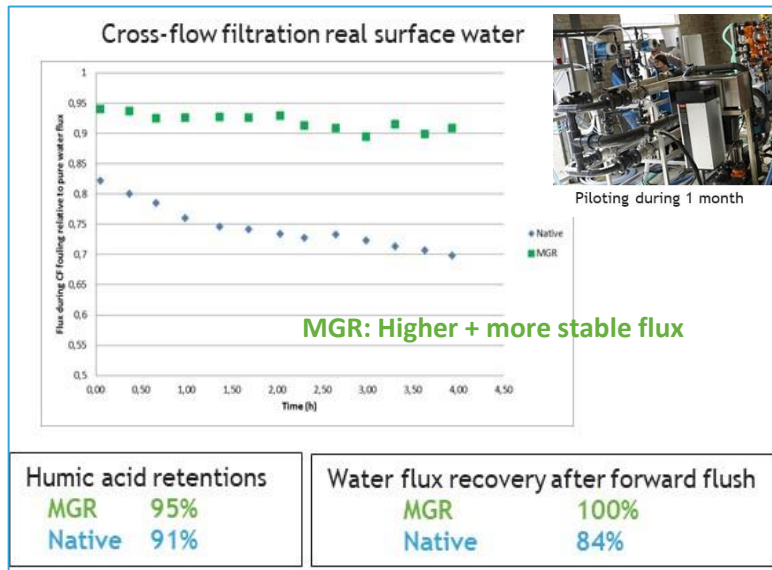 Cross-flow filtration real surface water
Flux during CF fouling relative to pure water flux
1
0,95
0,9
0,85
0,8
0,75
0,7
0,65
0,6
0,55
0,5
0,00 0,50 1,00 1,50 2,00 2,50 3,00 3,50 4,00 4,50
Time (h)
Native
MGR
Piloting during 1 month
MGR: Higher + more stable flux
Humic acid retentions
MGR 95%
Native 91%
Water flux recovery after forward flush
MGR 100%
Native 84%